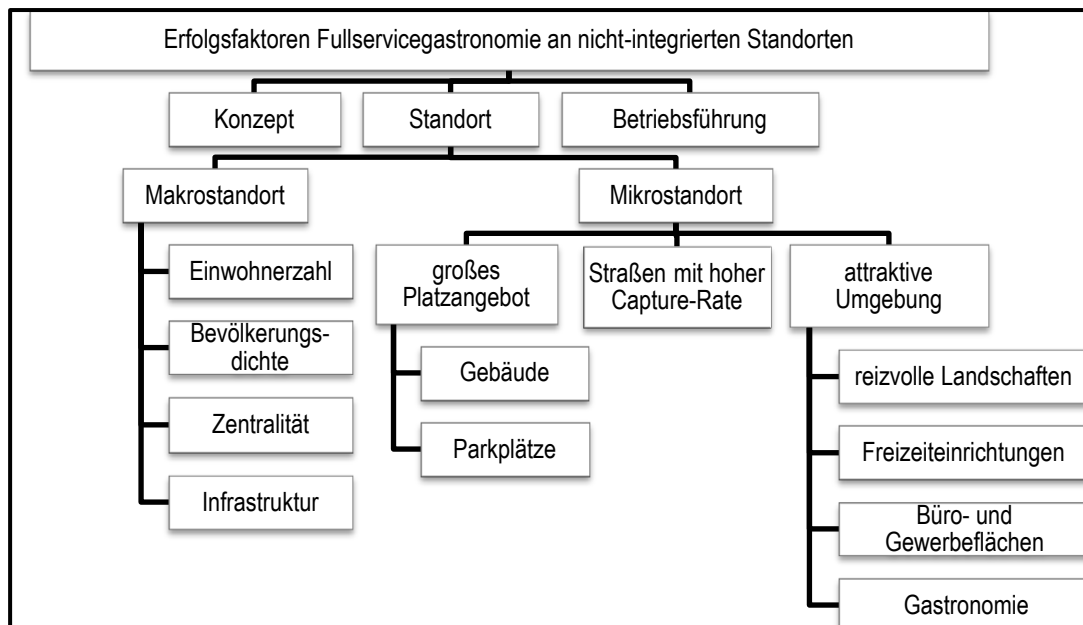 Erfolgsfaktoren Fullservicegastronomie an nicht-integrierten Standorten
Konzept
Standort
Betriebsführung
Makrostandort
Mikrostandort
Einwohnerzahl
Bevölkerungs-
dichte
Zentralität
Infrastruktur
großes
Platzangebot
Gebäude
Parkplätze
Straßen mit hoher
Capture-Rate
attraktive
Umgebung
reizvolle Landschaften
Freizeiteinrichtungen
Büro- und
Gewerbeflächen
Gastronomie